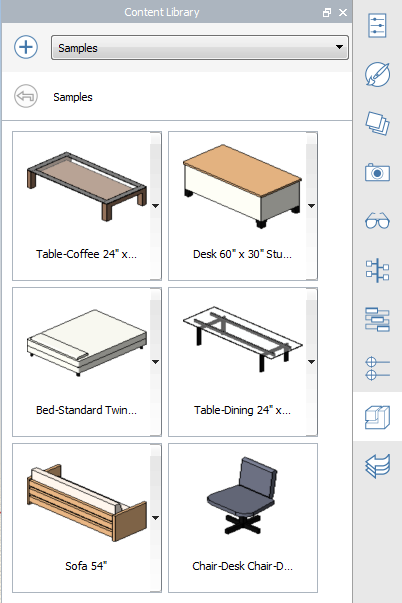 Content Library
Samples
Samples
Table-Coffee 24" x...
Desk 60" x 30" Stu...
Bed-Standard Twin...
Table-Dining 24" x...
Sofa 54"
Chair-Desk Chair-D...